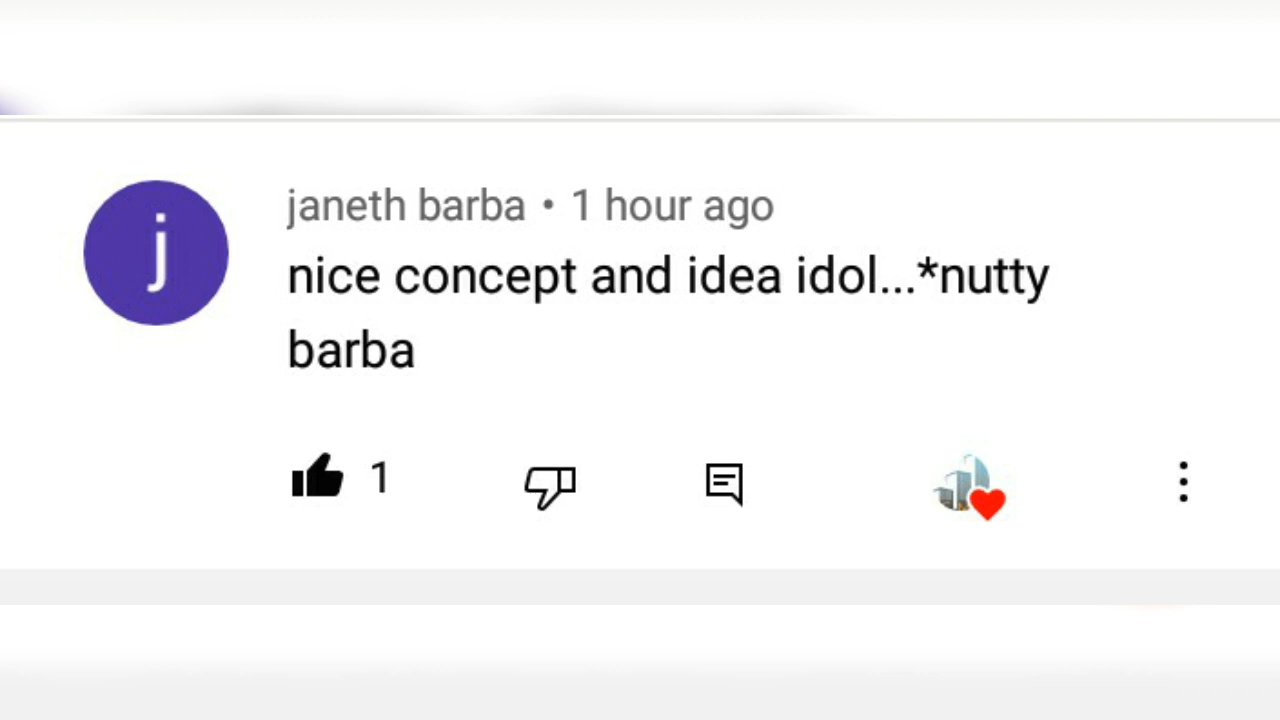 j
janeth barba • 1 hour ago
nice concept and idea idol...*nutty
barba
1